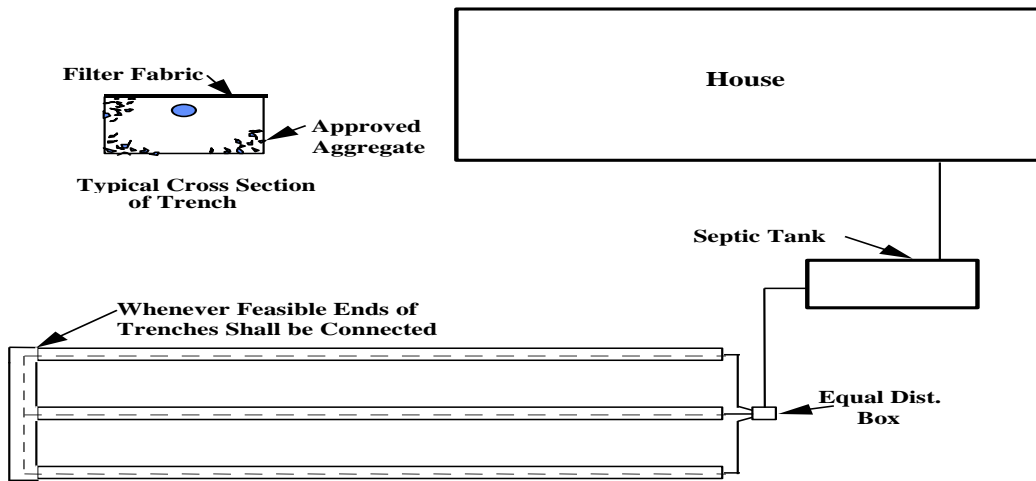 Filter Fabric
House
Approved
Aggregate
Typical Cross Section
of Trench
Septic Tank
Whenever Feasible Ends of
Trenches Shall be Connected
Equal Dist.
Box